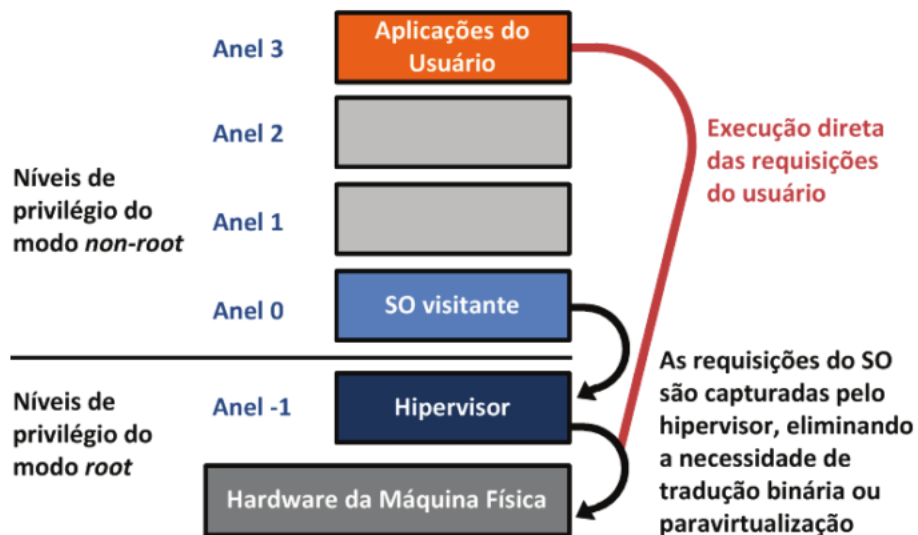 Anel 3
Aplicações do
Usuário
Anel 2
Execução direta
das requisições
do usuário
Níveis de
privilégio do
modo non-root
Anel 1
Anel 0
SO visitante
Níveis de
privilégio do
modo root
Anel -1
Hipervisor
As requisições do SO
são capturadas pelo
hipervisor, eliminando
a necessidade de
tradução binária ou
paravirtualização
Hardware da Máquina Física